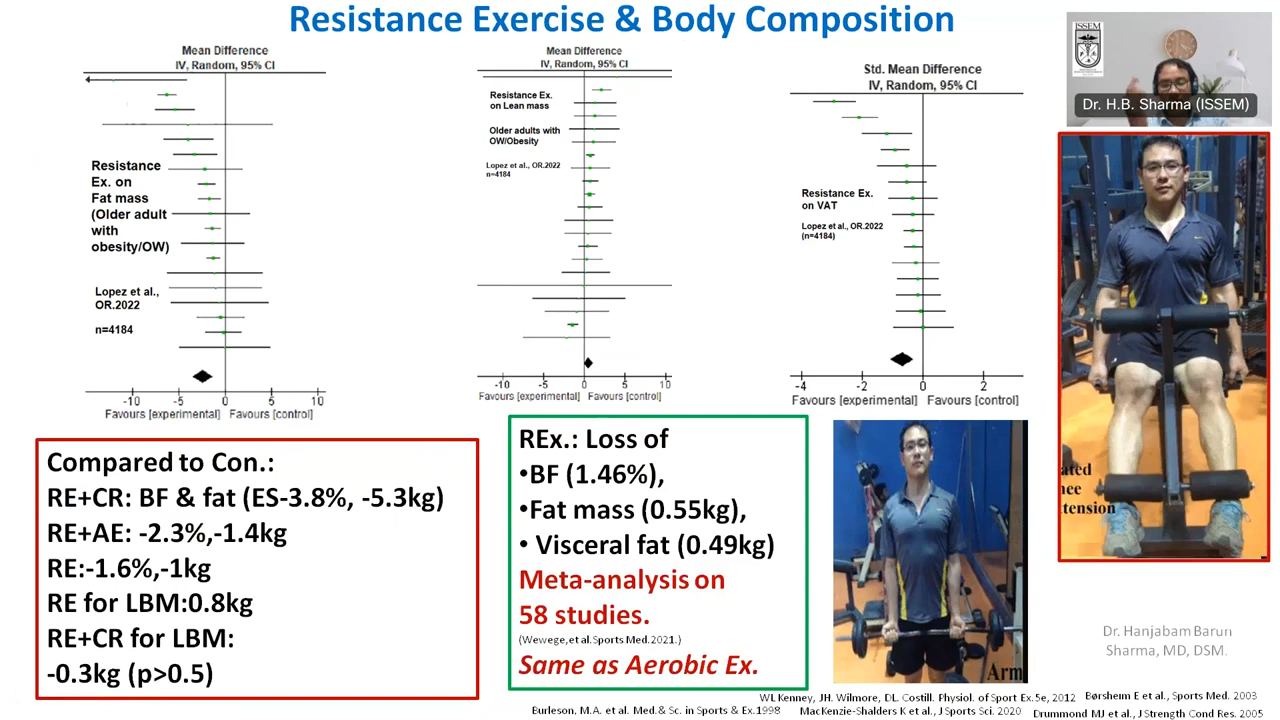 Resistance Exercise & Body Composition
Mean Difference
IV, Random, 95% CI
Resistance
Ex. on
Fat mass
(Older adult
with
obesity/OW)
Lopez et al.,
OR.2022
n=4184
-10 -5 0 5 10
Favours [experimental] Favours [control]
Mean Difference
IV, Random, 95% CI
Resistance Ex.
on Lean mass
Older adults with
OW/Obesity
Lopez et al., OR.2022
n=4184
-10 -5 0 5 10
Favours [experimental] Favours [control]
Std. Mean Difference
IV, Random, 95% CI
Resistance Ex.
on VAT
Lopez et al., OR.2022
(n=4184)
-4 -2 0 2
Favours [experimental] Favours [control]
ISSEM
Dr. H.B. Sharma (ISSEM)
Compared to Con.:
RE+CR: BF & fat (ES-3.8%, -5.3kg)
RE+AE: -2.3%,-1.4kg
RE:-1.6%,-1kg
RE for LBM:0.8kg
RE+CR for LBM:
-0.3kg (p>0.5)
REx.: Loss of
•BF (1.46%),
•Fat mass (0.55kg),
• Visceral fat (0.49kg)
Meta-analysis on
58 studies.
(Wewege,et al.Sports Med.2021.)
Same as Aerobic Ex.
Arm
ated
nce
tension
Dr. Hanjabam Barun
Sharma, MD, DSM.
WL Kenney, JH. Wilmore, DL. Costill. Physiol. of Sport Ex.5e, 2012 Børsheim E et al., Sports Med. 2003
Burleson, M.A. et al. Med.& Sc. in Sports & Ex.1998 MacKenzie-Shalders K et al., J Sports Sci. 2020 Drummond MJ et al., J Strength Cond Res. 2005